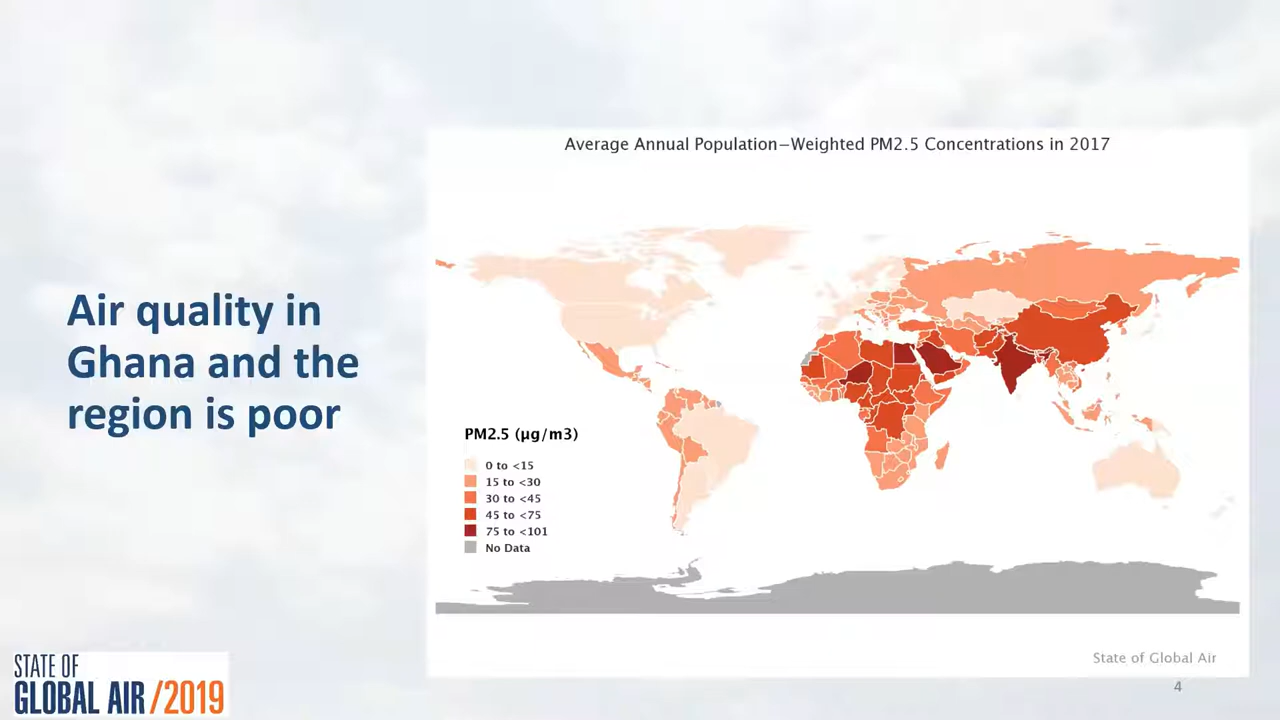 Average Annual Population−Weighted PM2.5 Concentrations in 2017
Air quality in
Ghana and the
region is poor
PM2.5 (µg/m3)
0 to <15
15 to <30
30 to <45
45 to <75
75 to <101
No Data
State of Global Air
4
STATE OF
GLOBAL AIR/2019